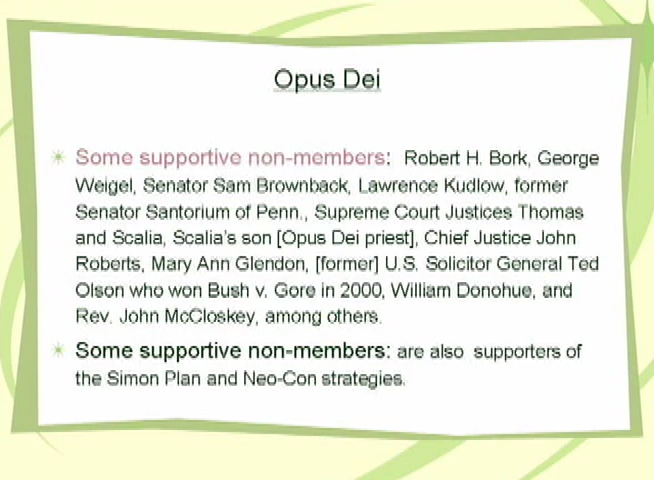 Opus Dei
Some supportive non-members: Robert H. Bork, George
Weigel, Senator Sam Brownback, Lawrence Kudlow, former
Senator Santorium of Penn., Supreme Court Justices Thomas
and Scalia, Scalia's son [Opus Dei priest], Chief Justice John
Roberts, Mary Ann Glendon, [former] U.S. Solicitor General Ted
Olson who won Bush v. Gore in 2000, William Donohue, and
Rev. John McCloskey, among others.
Some supportive non-members: are also supporters of
the Simon Plan and Neo-Con strategies.